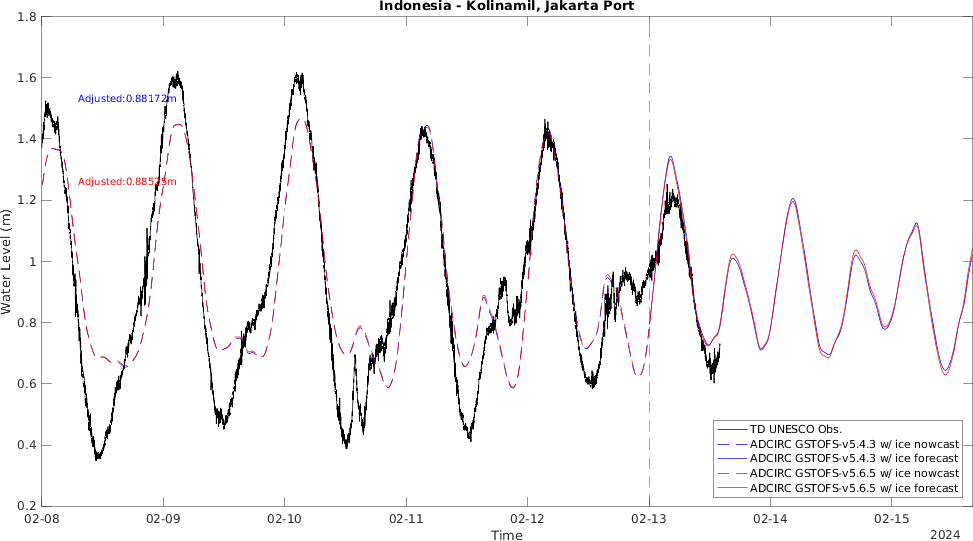 Indonesia - Kolinamil, Jakarta Port
1.8
1.6
1.4
1.2
1
0.8
0.6
0.4
0.2
Water Level (m)
Adjusted:0.88172m
Adjusted:0.88525m
TD UNESCO Obs.
ADCIRC GSTOFS-v5.4.3 w/ ice nowcast
ADCIRC GSTOFS-v5.4.3 w/ ice forecast
ADCIRC GSTOFS-v5.6.5 w/ ice nowcast
ADCIRC GSTOFS-v5.6.5 w/ ice forecast
02-08 02-09 02-10 02-11 02-12 02-13 02-14 02-15
Time
2024